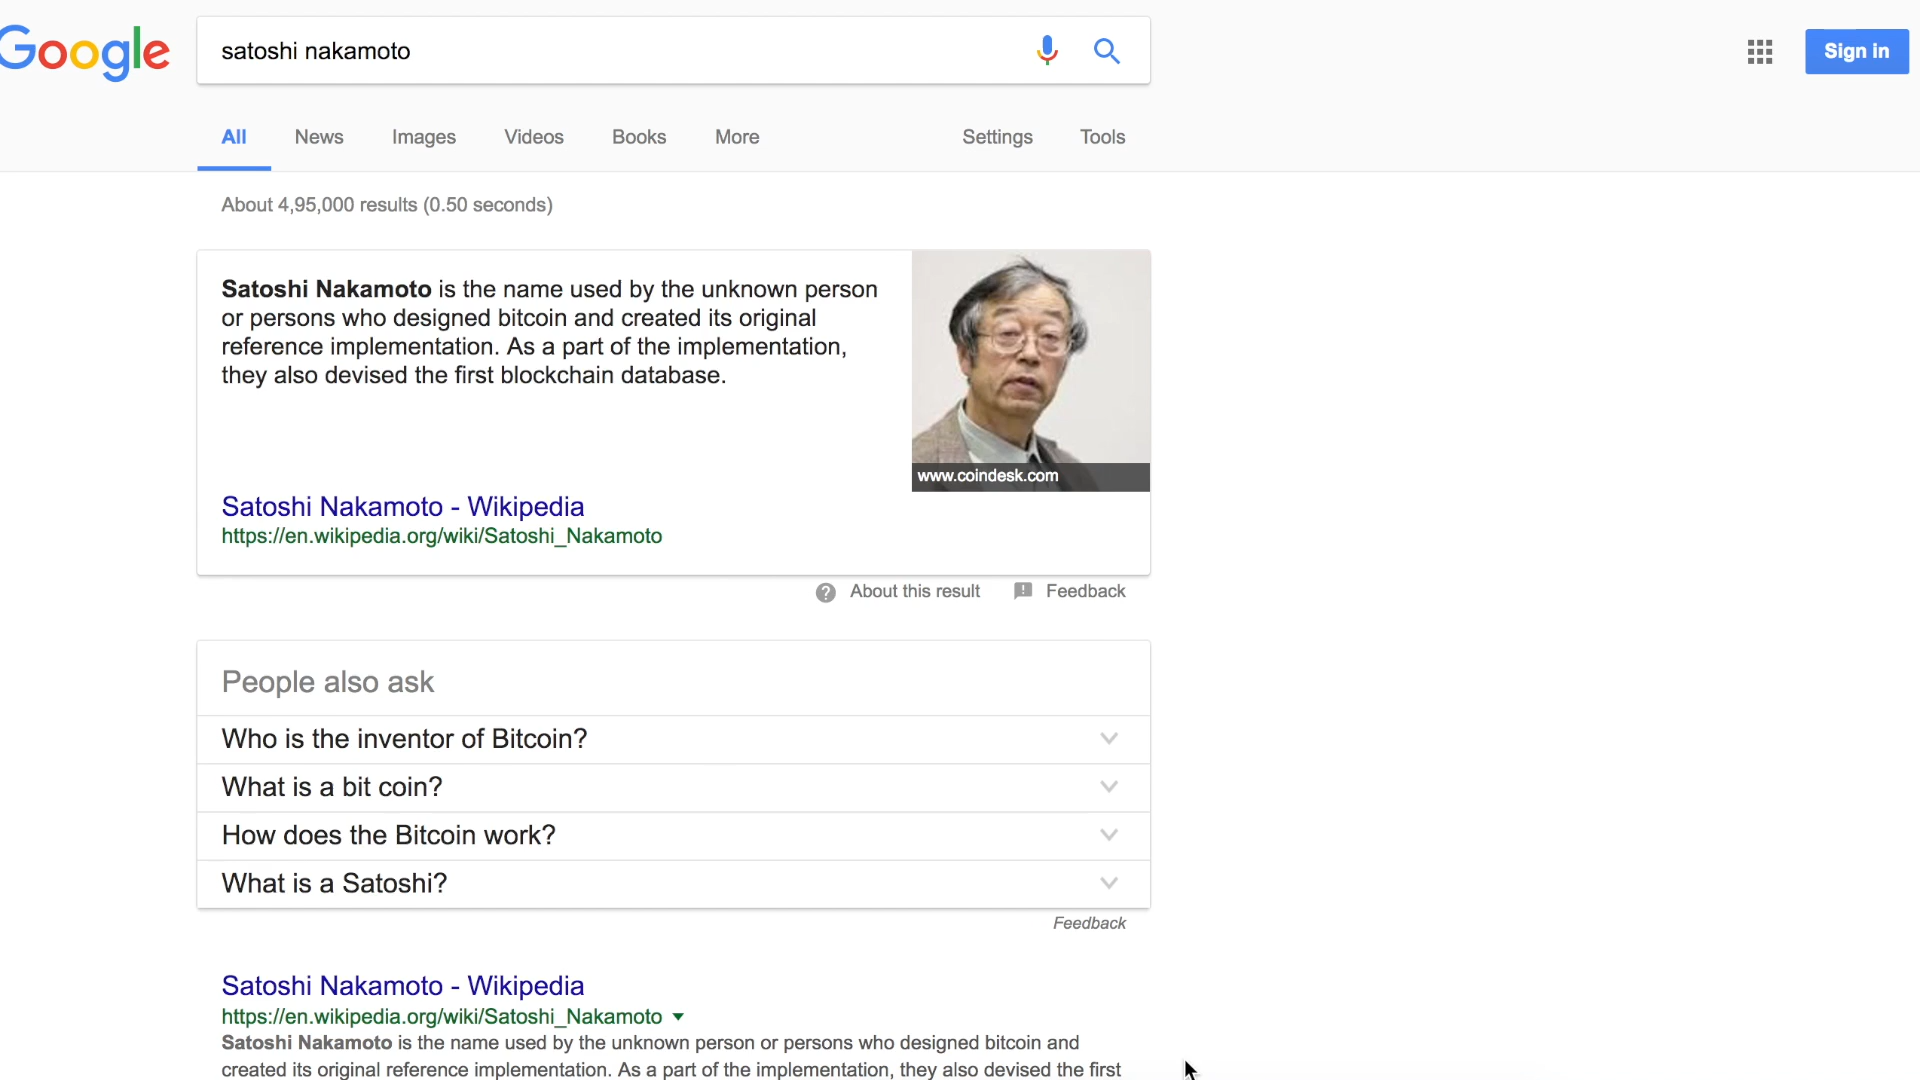 Google
satoshi nakamoto
Sign in
All News Images Videos Books More Settings Tools
About 4,95,000 results (0.50 seconds)
Satoshi Nakamoto is the name used by the unknown person
or persons who designed bitcoin and created its original
reference implementation. As a part of the implementation,
they also devised the first blockchain database.
www.coindesk.com
Satoshi Nakamoto - Wikipedia
https://en.wikipedia.org/wiki/Satoshi_Nakamoto
About this result Feedback
People also ask
Who is the inventor of Bitcoin?
What is a bit coin?
How does the Bitcoin work?
What is a Satoshi?
Feedback
Satoshi Nakamoto - Wikipedia
https://en.wikipedia.org/wiki/Satoshi_Nakamoto
Satoshi Nakamoto is the name used by the unknown person or persons who designed bitcoin and
created its original reference implementation. As a part of the implementation, they also devised the first